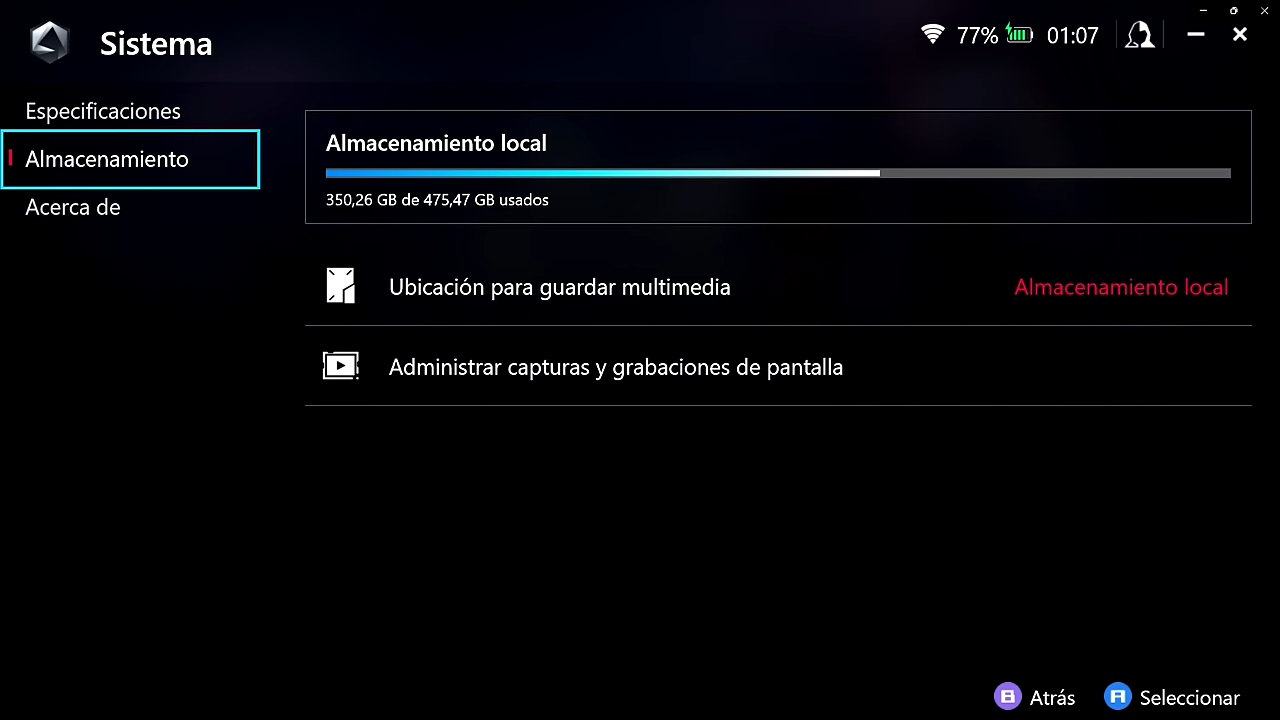 Sistema
77%
01:07
Especificaciones
Almacenamiento
Acerca de
Almacenamiento local
350,26 GB de 475,47 GB usados
Ubicación para guardar multimedia
Almacenamiento local
Administrar capturas y grabaciones de pantalla
B Atrás
A Seleccionar